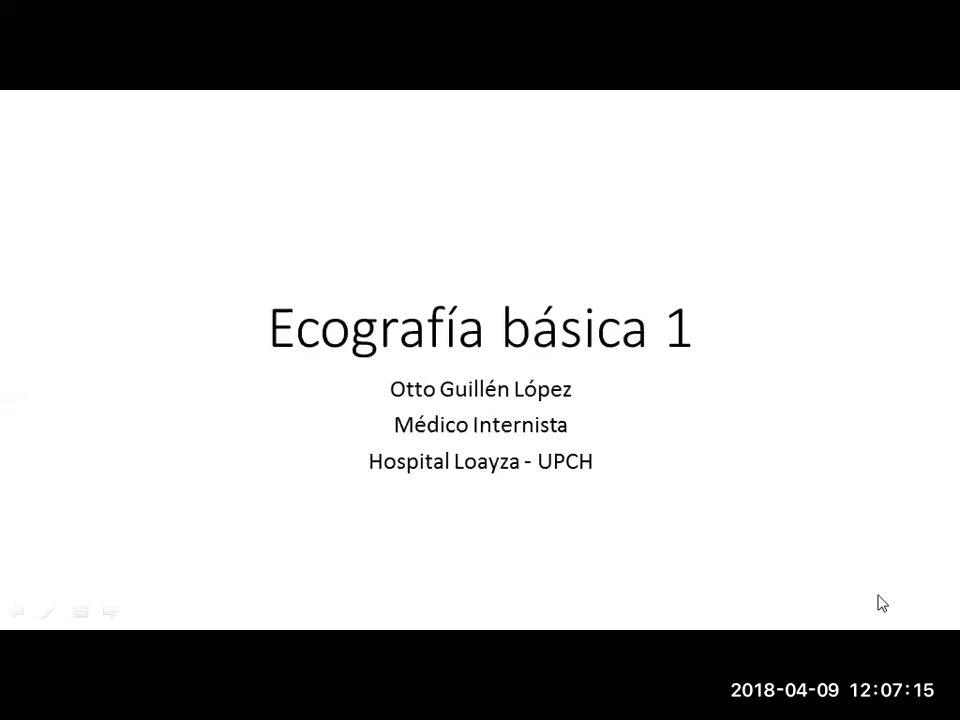 Ecografía básica 1
Otto Guillén López
Médico Internista
Hospital Loayza - UPCH
2018-04-09 12:07:15